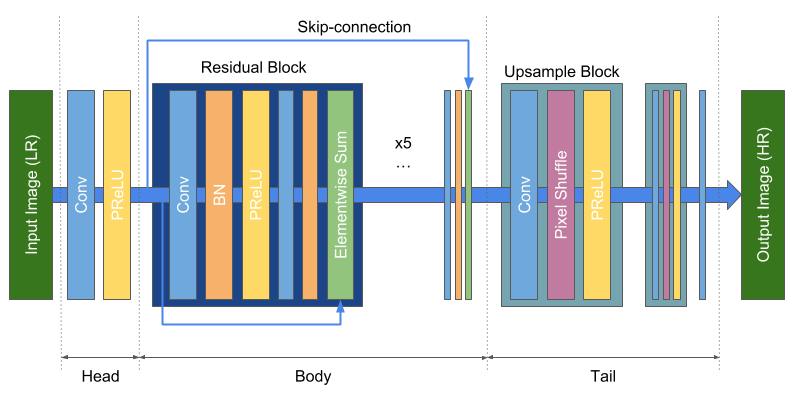 Skip-connection
Residual Block
Upsample Block
Input Image (LR)
Conv
PReLU
Conv
BN
PReLU
Elementwise Sum
x5
...
Conv
Pixel Shuffle
PReLU
Output Image (HR)
Head
Body
Tail